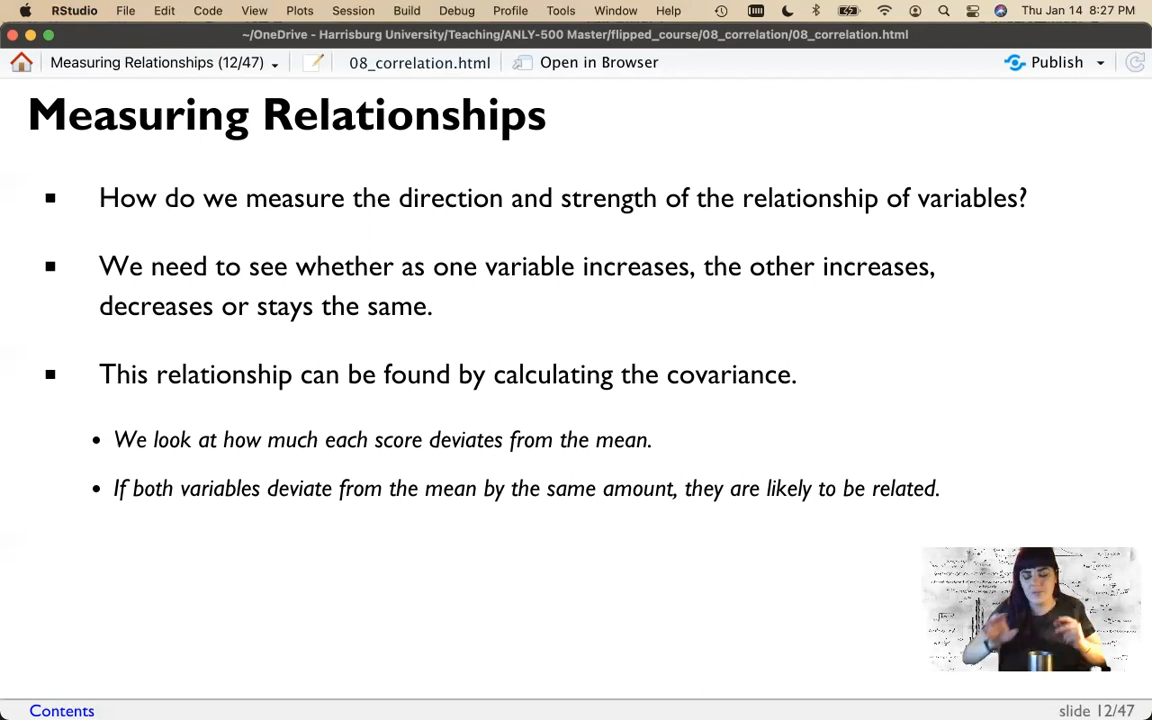 RStudio File Edit Code View Plots Session Build Debug Profile Tools Window Help Thu Jan 14 8:27 PM
~/OneDrive - Harrisburg University/Teaching/ANLY-500 Master/flipped_course/08_correlation/08_correlation.html
Measuring Relationships (12/47) 08_correlation.html Open in Browser Publish
Measuring Relationships
How do we measure the direction and strength of the relationship of variables?
We need to see whether as one variable increases, the other increases,
decreases or stays the same.
This relationship can be found by calculating the covariance.
We look at how much each score deviates from the mean.
If both variables deviate from the mean by the same amount, they are likely to be related.
Contents slide 12/47